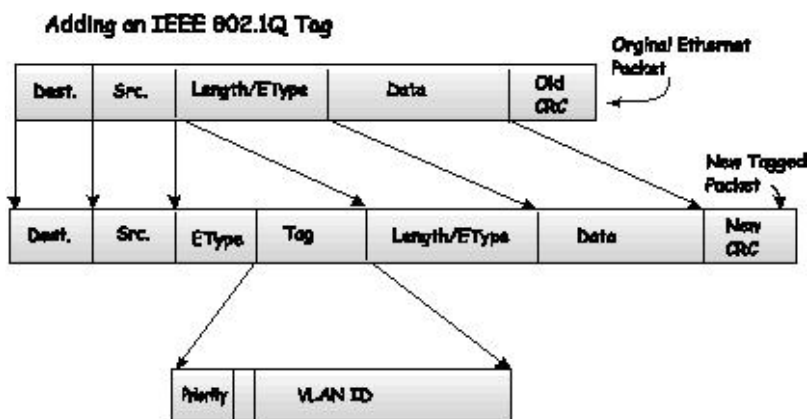 Adding an IEEE 802.1Q Tag
Orginal Ethernet
Packet
Dest.
Src.
Length/EType
Data
Old
CRC
New Tagged
Packet
Dest.
Src.
EType
Tag
Length/EType
Data
New
CRC
Priority
VLAN ID